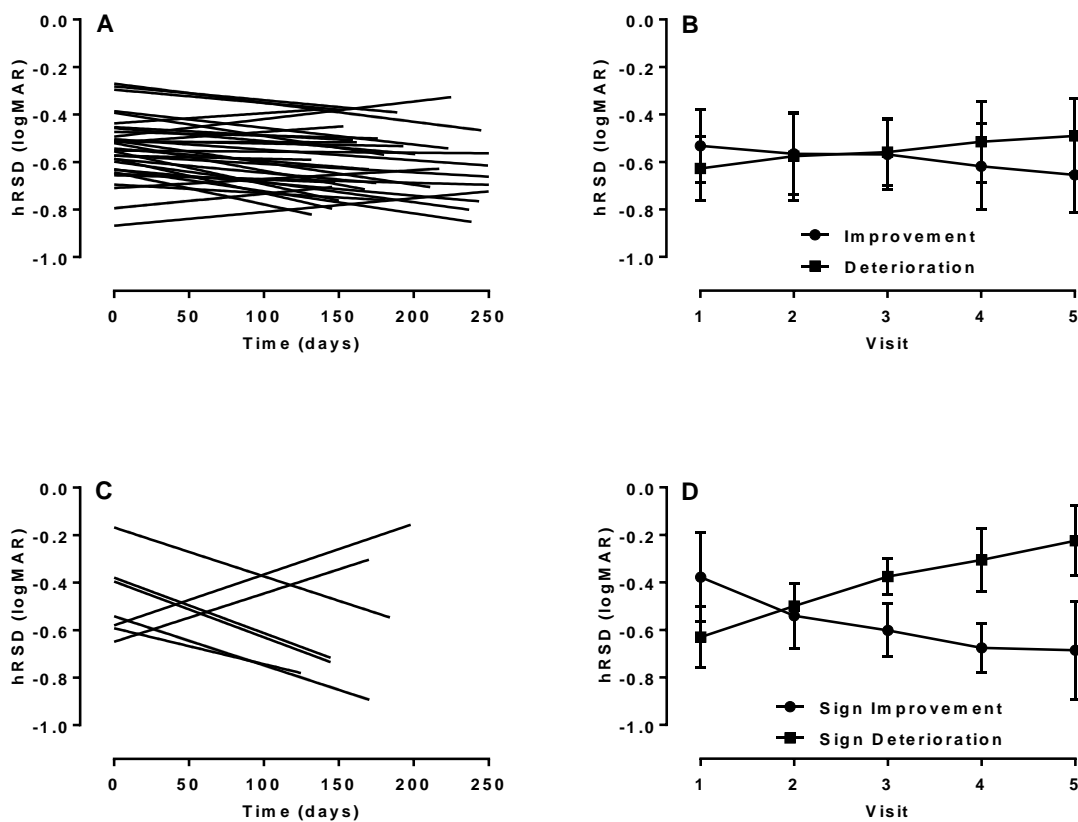 A
hRSD (logMAR)
0.0
-0.2
-0.4
-0.6
-0.8
-1.0
0 50 100 150 200 250
Time (days)
B
hRSD (logMAR)
0.0
-0.2
-0.4
-0.6
-0.8
-1.0
Improvement
Deterioration
1 2 3 4 5
Visit
C
hRSD (logMAR)
0.0
-0.2
-0.4
-0.6
-0.8
-1.0
0 50 100 150 200 250
Time (days)
D
hRSD (logMAR)
0.0
-0.2
-0.4
-0.6
-0.8
-1.0
Sign Improvement
Sign Deterioration
1 2 3 4 5
Visit